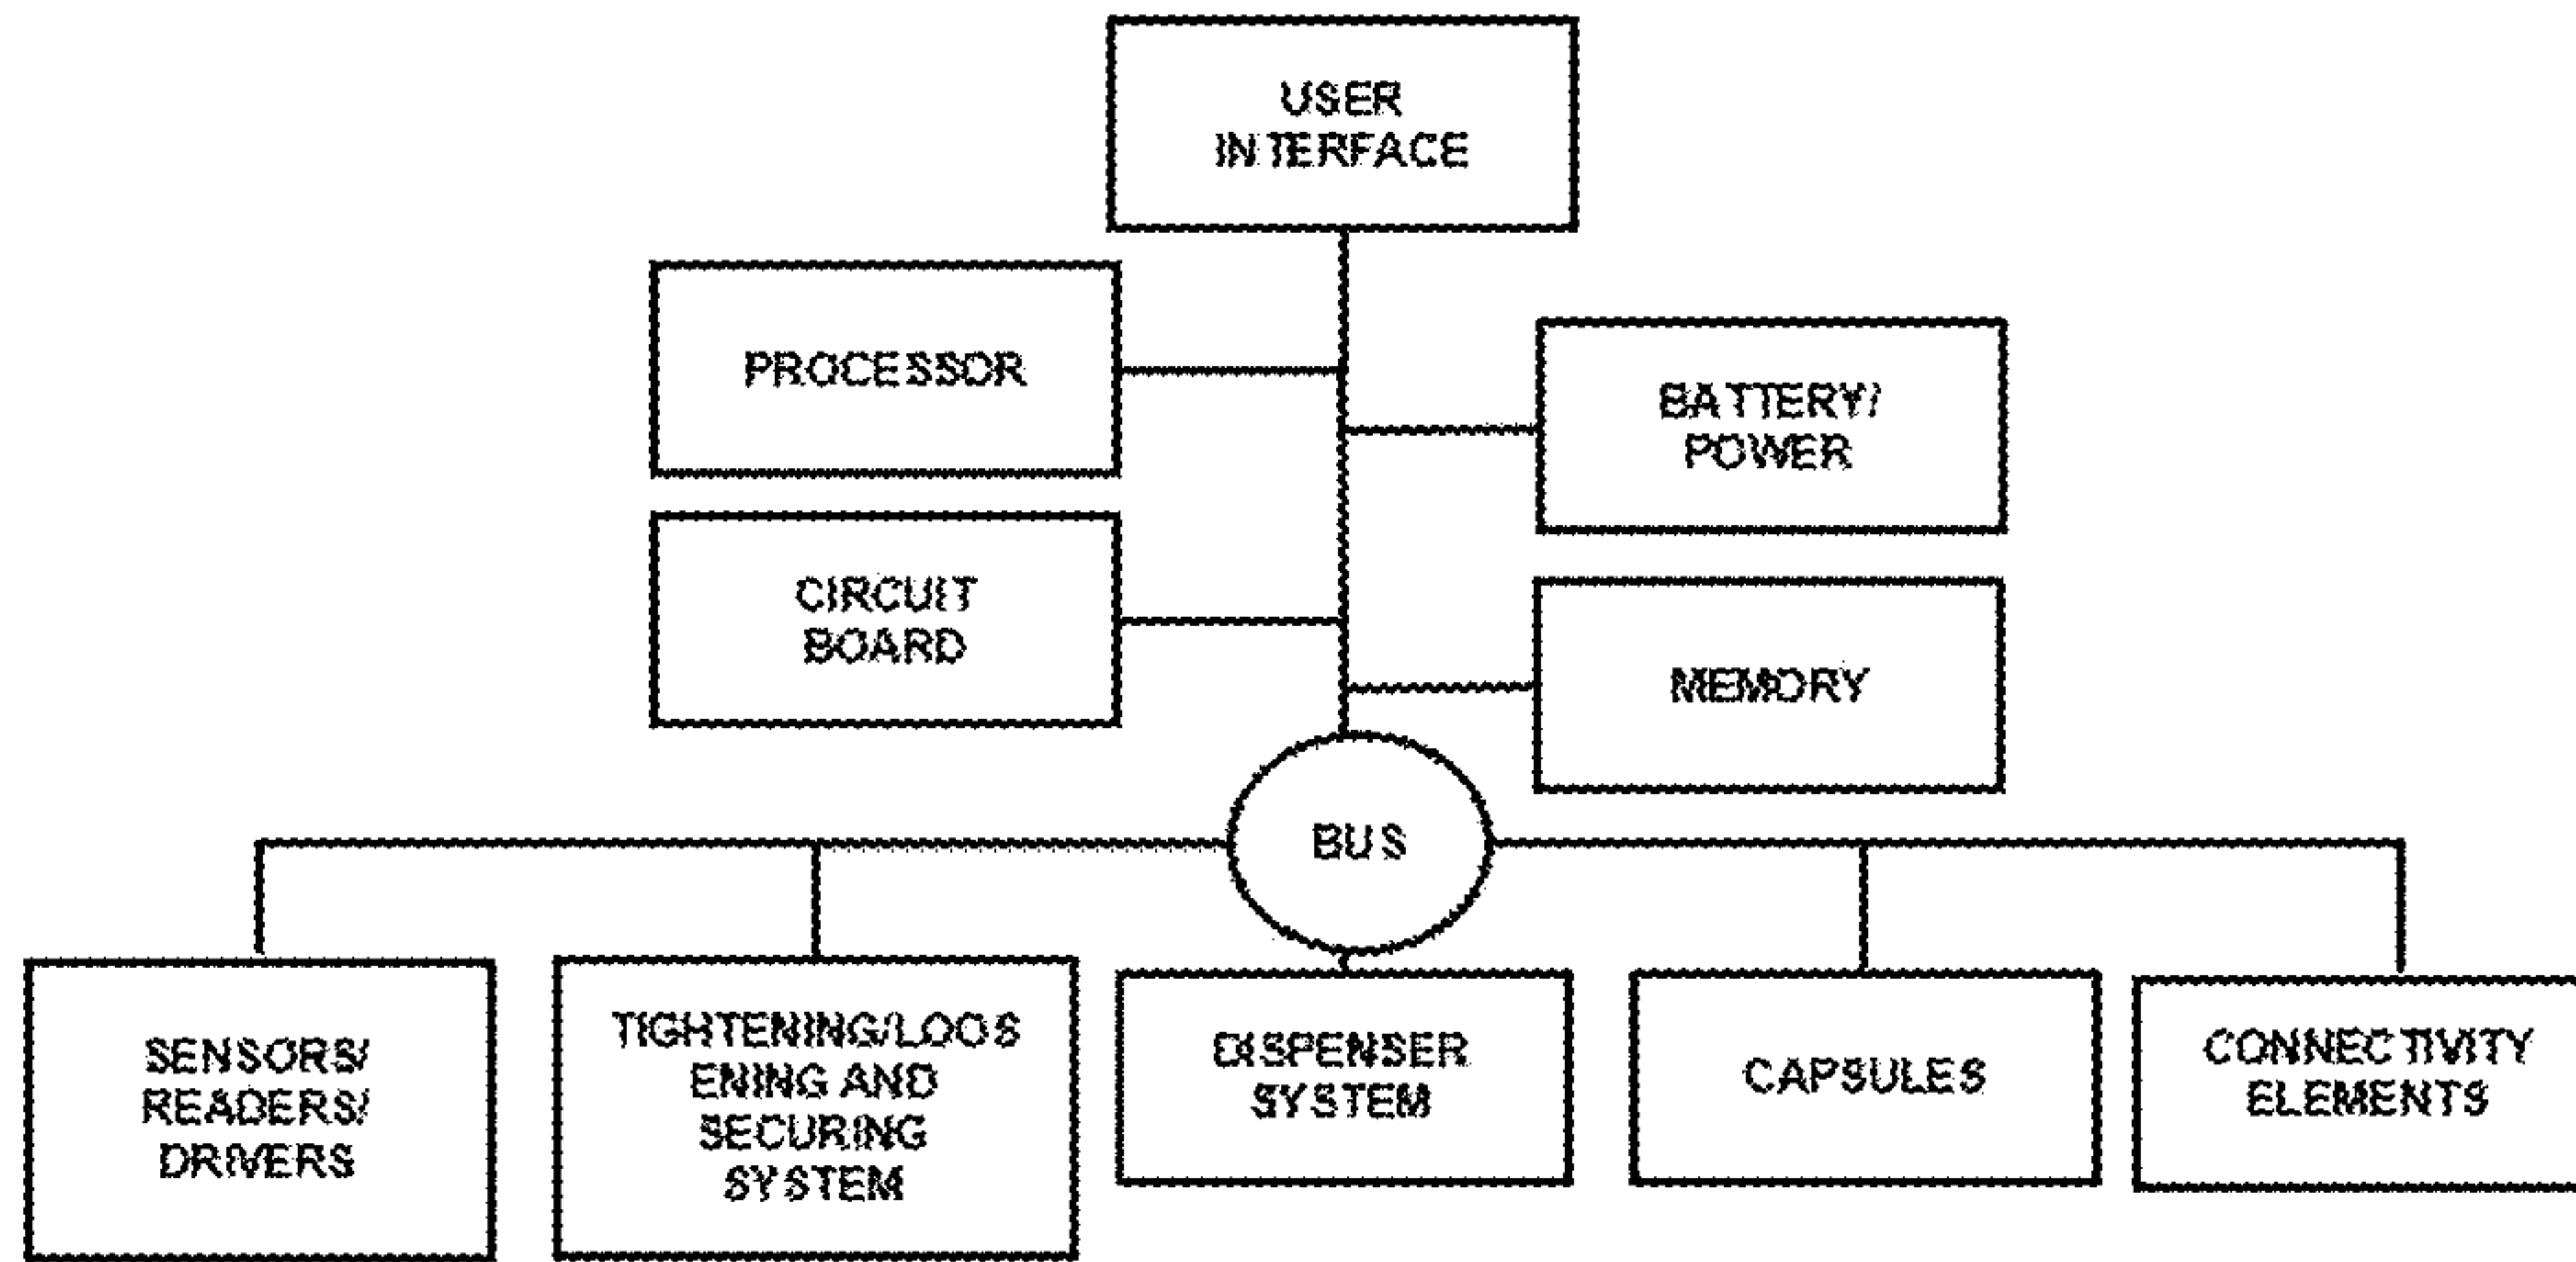 USER
INTERFACE
PROCESSOR
BATTERY/
POWER
CIRCUIT
BOARD
MEMORY
BUS
SENSORS/
READERS/
DRIVERS
TIGHTENING/LOOS
ENING AND
SECURING
SYSTEM
DISPENSER
SYSTEM
CAPSULES
CONNECTIVITY
ELEMENTS